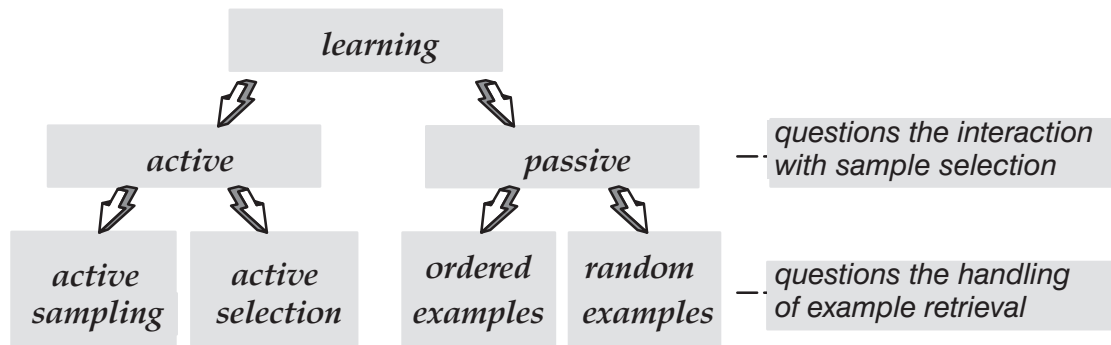 learning
active
passive
questions the interaction
with sample selection
active
sampling
active
selection
ordered
examples
random
examples
questions the handling
of example retrieval